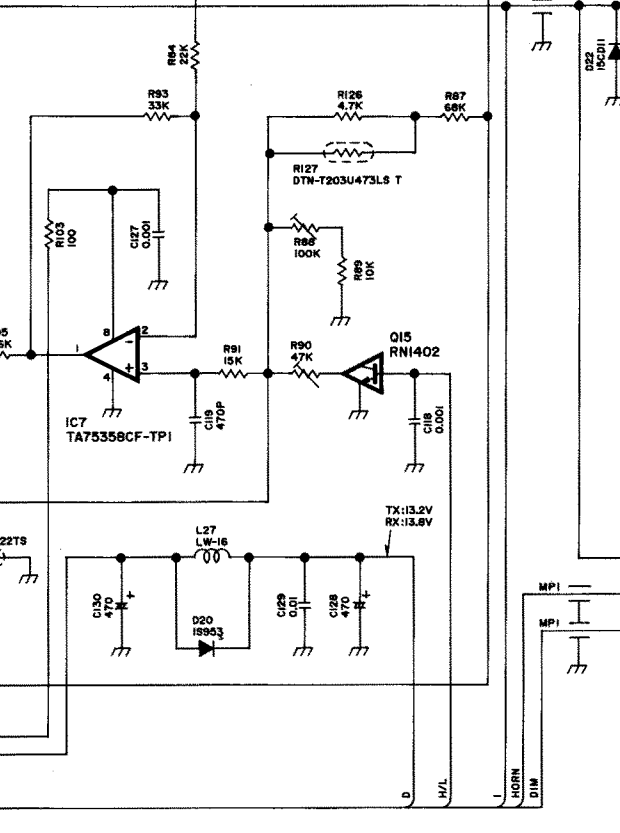 R84
22K
D22
1SCD11
R93
33K
R126
4.7K
R87
68K
R127
DTN-T203U473LS T
R103
100
C127
0.001
R88
100K
R89
10K
8
2
-
1
+
3
4
R91
15K
R90
47K
Q15
RN1402
C119
470P
C118
0.001
IC7
TA75358CF-TP1
TX:13.2V
RX:13.8V
22TS
L27
LW-16
C130
470
+
D20
1S953
C129
0.01
C128
470
+
MP1
MP1
D
H/L
I
HORN
DIM